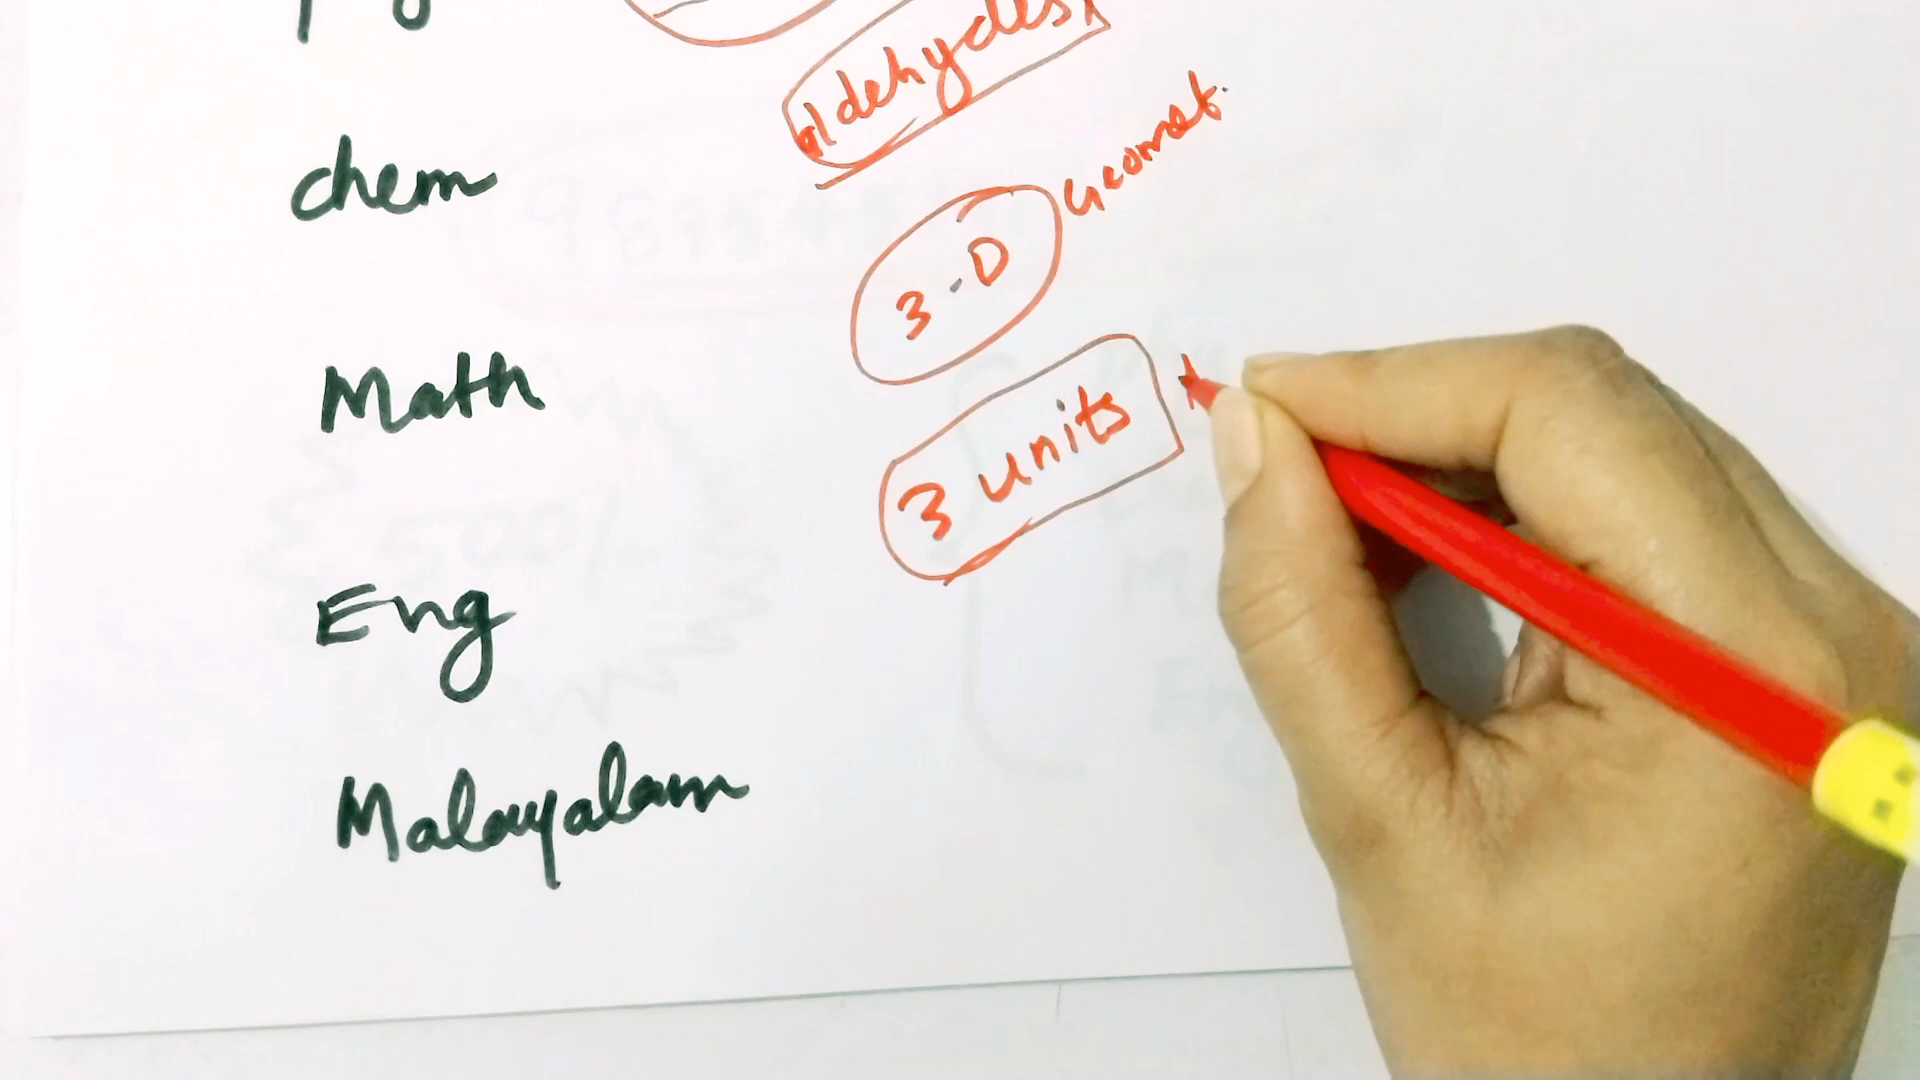 aldehydes
chem
3-D Geomet.
Math
3 units
Eng
Malayalam